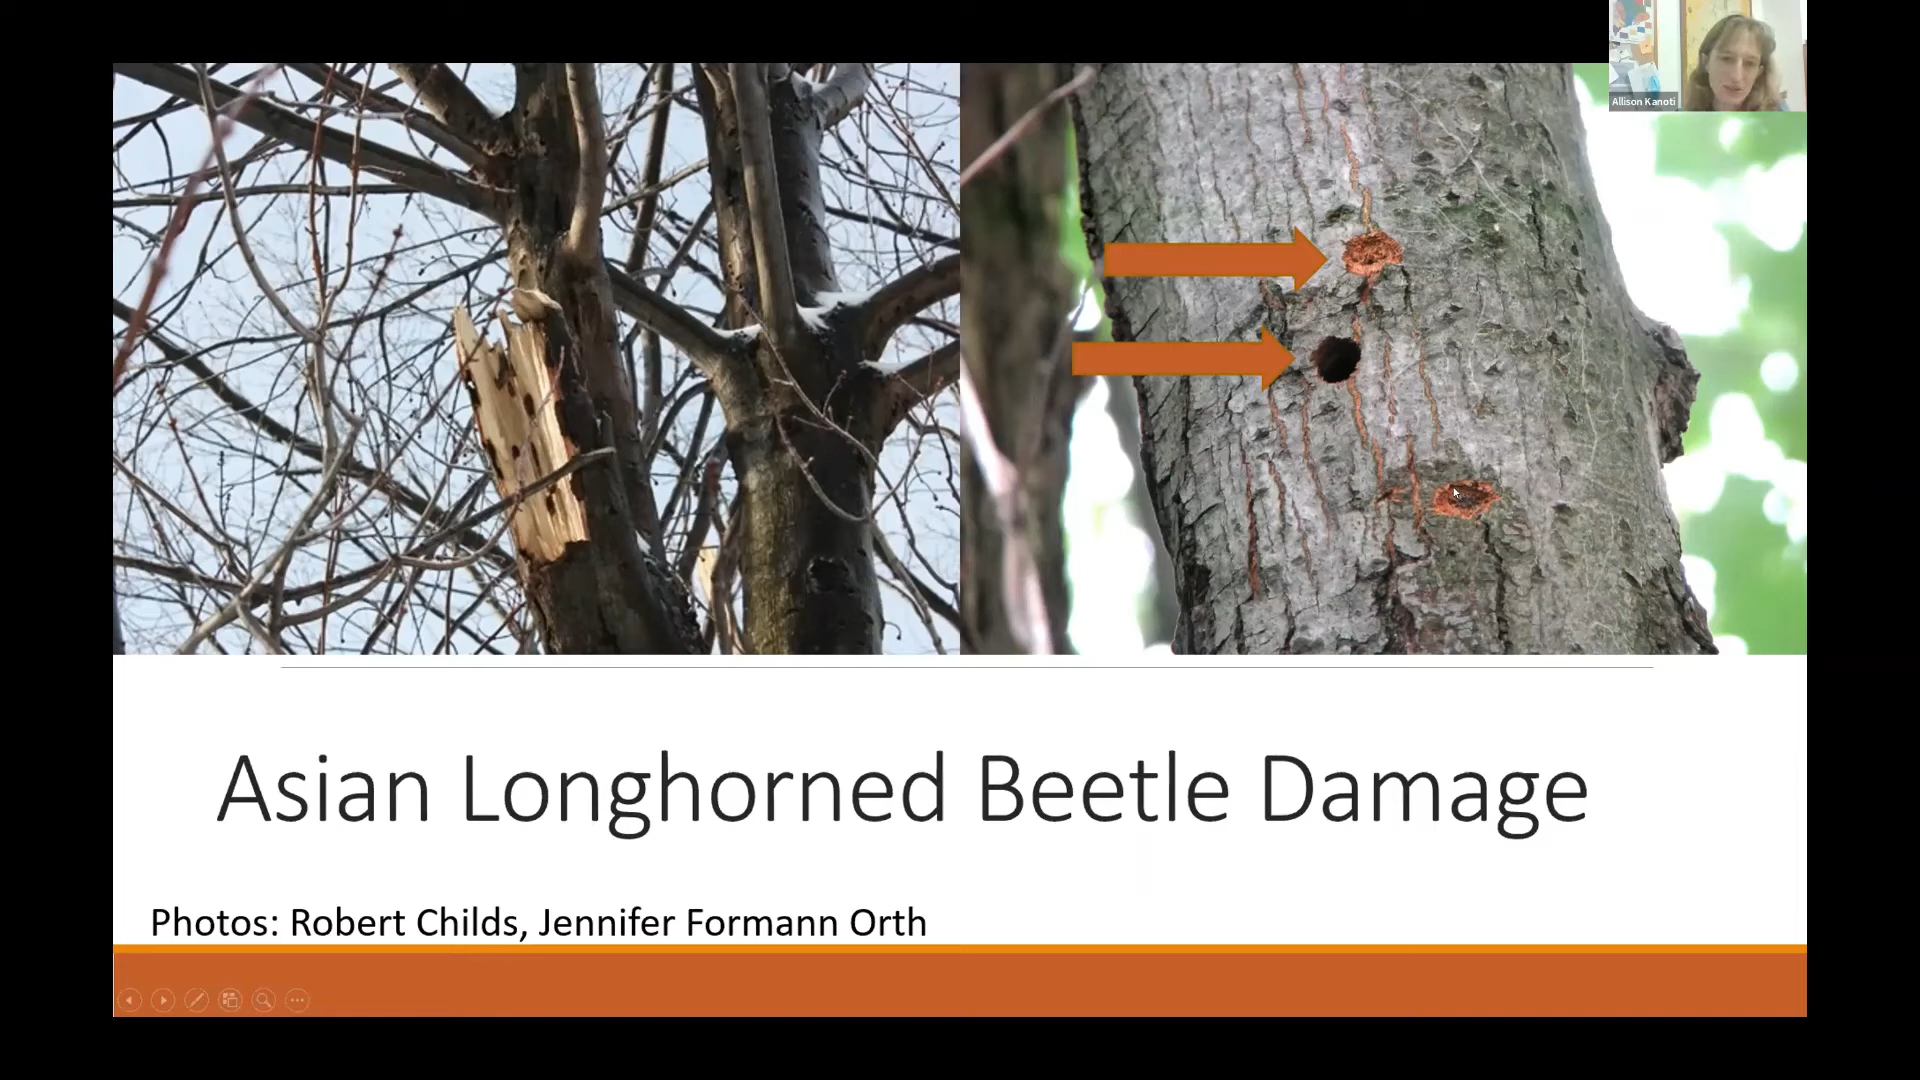 Allison Kanoti
Asian Longhorned Beetle Damage
Photos: Robert Childs, Jennifer Formann Orth